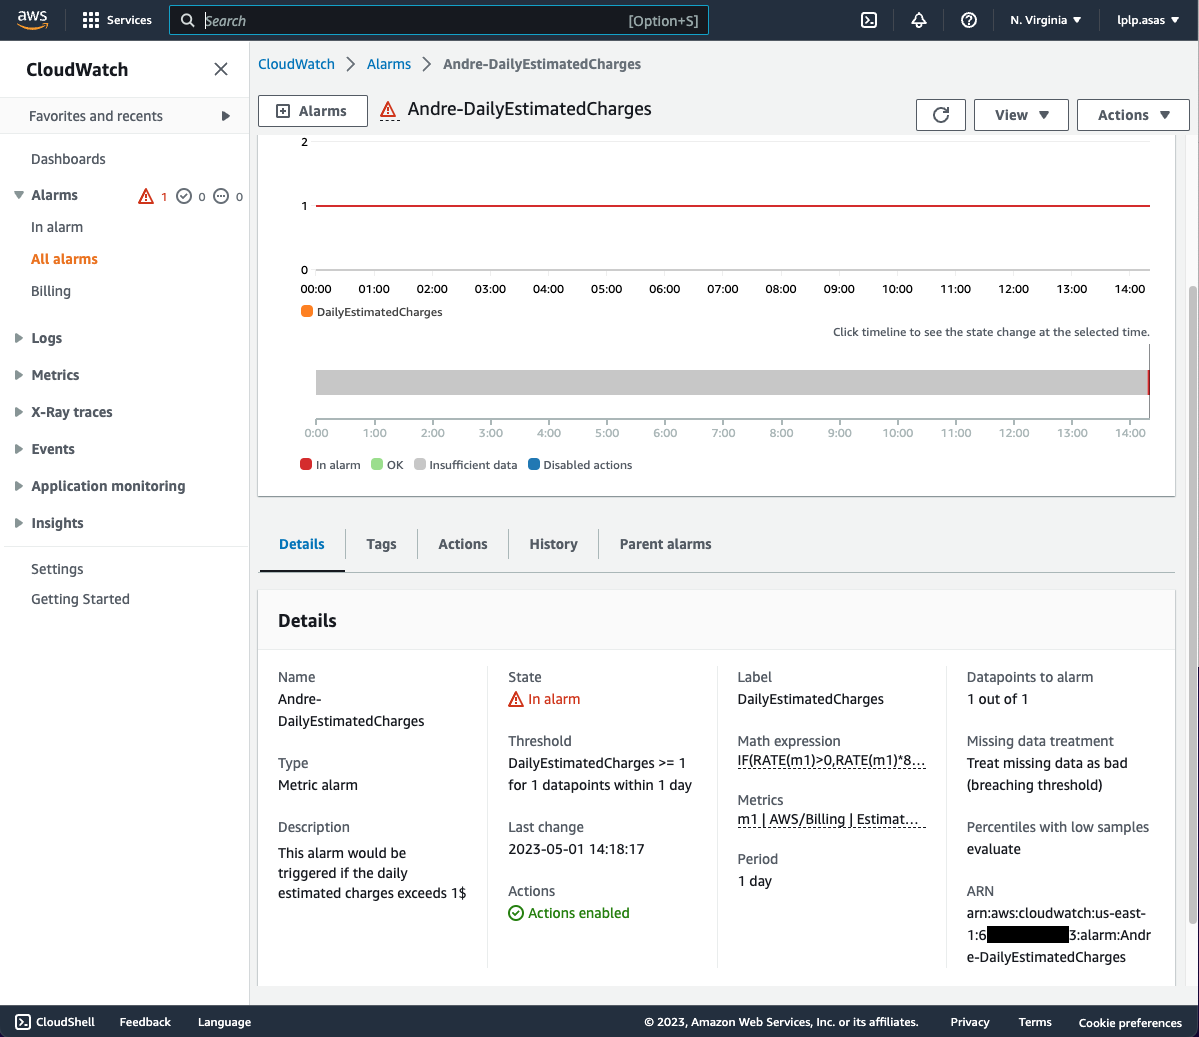 aws
Services
Search
[Option+S]
N. Virginia
lplp.asas
CloudWatch
Favorites and recents
Dashboards
Alarms
1
0
0
In alarm
All alarms
Billing
Logs
Metrics
X-Ray traces
Events
Application monitoring
Insights
Settings
Getting Started
CloudWatch
Alarms
Andre-DailyEstimatedCharges
Alarms
Andre-DailyEstimatedCharges
View
Actions
2
1
0
00:00 01:00 02:00 03:00 04:00 05:00 06:00 07:00 08:00 09:00 10:00 11:00 12:00 13:00 14:00
DailyEstimatedCharges
Click timeline to see the state change at the selected time.
0:00 1:00 2:00 3:00 4:00 5:00 6:00 7:00 8:00 9:00 10:00 11:00 12:00 13:00 14:00
In alarm OK Insufficient data Disabled actions
Details
Tags
Actions
History
Parent alarms
Details
Name
Andre-
DailyEstimatedCharges
Type
Metric alarm
Description
This alarm would be
triggered if the daily
estimated charges exceeds 1$
State
In alarm
Threshold
DailyEstimatedCharges >= 1
for 1 datapoints within 1 day
Last change
2023-05-01 14:18:17
Actions
Actions enabled
Label
DailyEstimatedCharges
Math expression
IF(RATE(m1)>0,RATE(m1)*8...
Metrics
m1 | AWS/Billing | Estimat...
Period
1 day
Datapoints to alarm
1 out of 1
Missing data treatment
Treat missing data as bad
(breaching threshold)
Percentiles with low samples
evaluate
ARN
arn:aws:cloudwatch:us-east-
1:6 3:alarm:Andr
e-DailyEstimatedCharges
CloudShell
Feedback
Language
© 2023, Amazon Web Services, Inc. or its affiliates.
Privacy
Terms
Cookie preferences